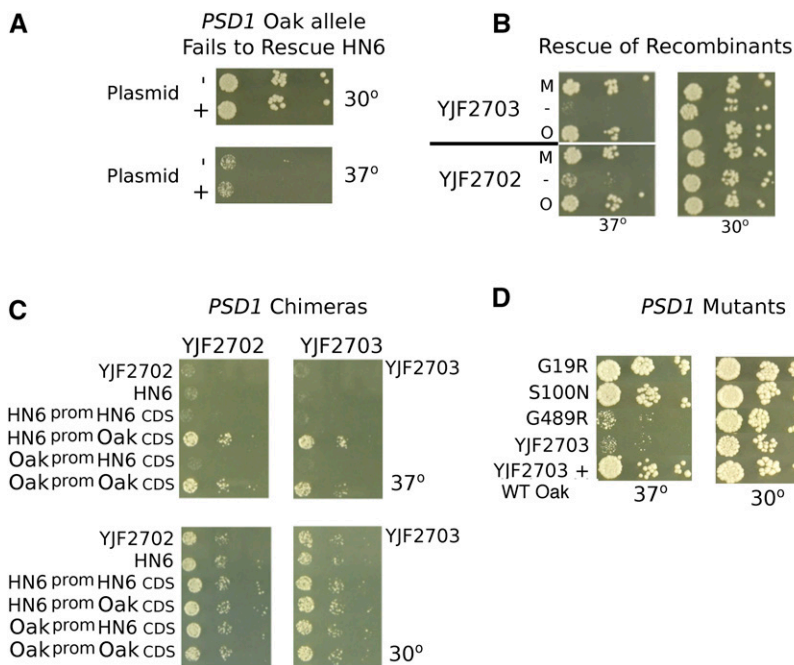 A
PSD1 Oak allele
Fails to Rescue HN6
Plasmid
-
+
30°
Plasmid
-
+
37°
B
Rescue of Recombinants
YJF2703
M
-
O
YJF2702
M
-
O
37°
30°
C
PSD1 Chimeras
YJF2702
YJF2703
YJF2702
YJF2703
HN6
HN6 prom HN6 CDS
HN6 prom Oak CDS
Oak prom HN6 CDS
Oak prom Oak CDS
37°
YJF2702
YJF2703
HN6
HN6 prom HN6 CDS
HN6 prom Oak CDS
Oak prom HN6 CDS
Oak prom Oak CDS
30°
D
PSD1 Mutants
G19R
S100N
G489R
YJF2703
YJF2703 +
WT Oak
37°
30°